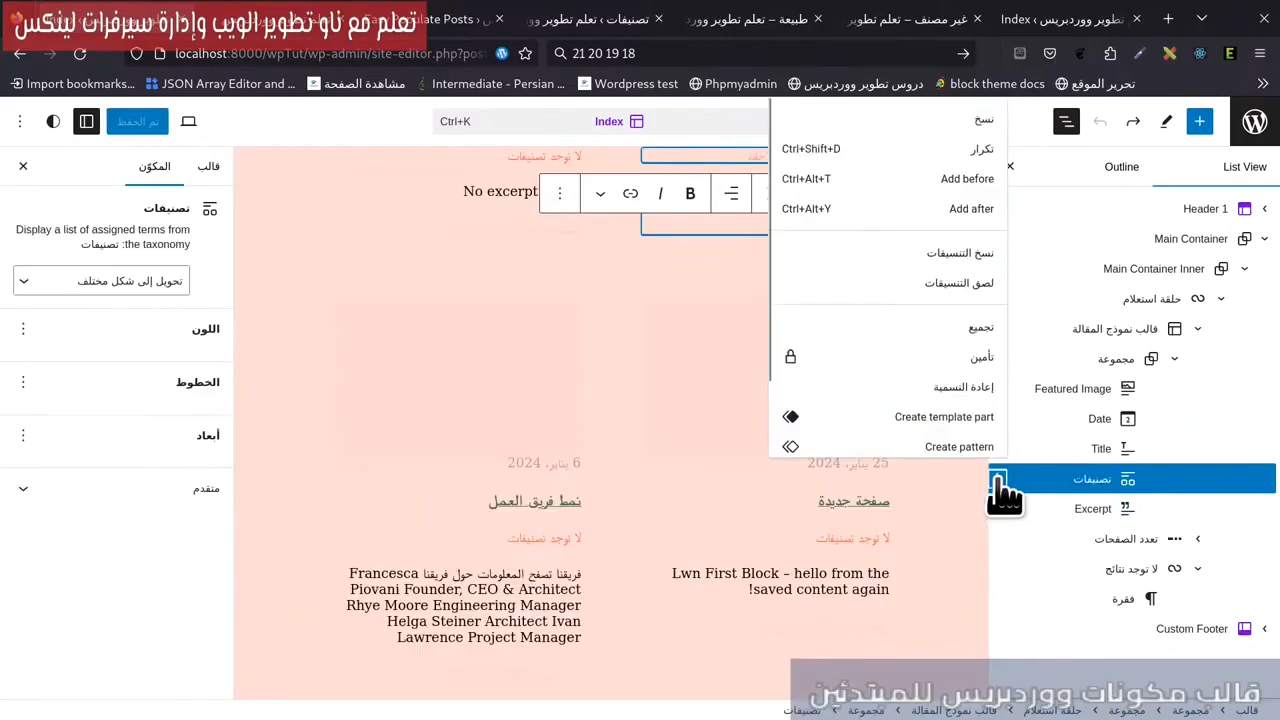 تعلم مع ناو تطوير الويب وإدارة سيرفرات لينكس
Easy Populate Posts ‹
تصنيفات ‹ تعلم تطوير وور
طبيعة – تعلم تطوير وورد
غير مصنف – تعلم تطوير
Index ‹ تطوير ووردبريس
localhost:8000/wpTut/wp-admin/site-editor.php?post
21 20 19 18
Import bookmarks...
JSON Array Editor and
مشاهدة الصفحة
Intermediate - Persian
Wordpress test
Phpmyadmin
دروس تطوير ووردبريس
block theme docs
تحرير الموقع
تم الحفظ
Ctrl+K
Index
المكوّن
قالب
تصنيفات
Display a list of assigned terms from
the taxonomy: تصنيفات
تحويل إلى شكل مختلف
اللون
الخطوط
أبعاد
متقدم
لا توجد تصنيفات
No excerpt
B
I
6 يناير، 2024
25 يناير، 2024
نمط فريق العمل
صفحة جديدة
لا توجد تصنيفات
لا توجد تصنيفات
فريقنا تصفح المعلومات حول فريقنا Francesca
Piovani Founder, CEO & Architect
Rhye Moore Engineering Manager
Helga Steiner Architect Ivan
Lawrence Project Manager
Lwn First Block – hello from the
saved content again!
نسخ
تكرار Ctrl+Shift+D
Add before Ctrl+Alt+T
Add after Ctrl+Alt+Y
نسخ التنسيقات
لصق التنسيقات
تجميع
تأمين
إعادة التسمية
Create template part
Create pattern
Outline
List View
Header 1
Main Container
Main Container Inner
حلقة استعلام
قالب نموذج المقالة
مجموعة
Featured Image
Date
Title
تصنيفات
Excerpt
تعدد الصفحات
لا توجد نتائج
فقرة
Custom Footer
قالب مكونات ووردبريس للمبتدئين
قالب ‹ مجموعة ‹ مجموعة ‹ حلقة استعلام ‹ قالب نموذج المقالة ‹ مجموعة ‹ تصنيفات